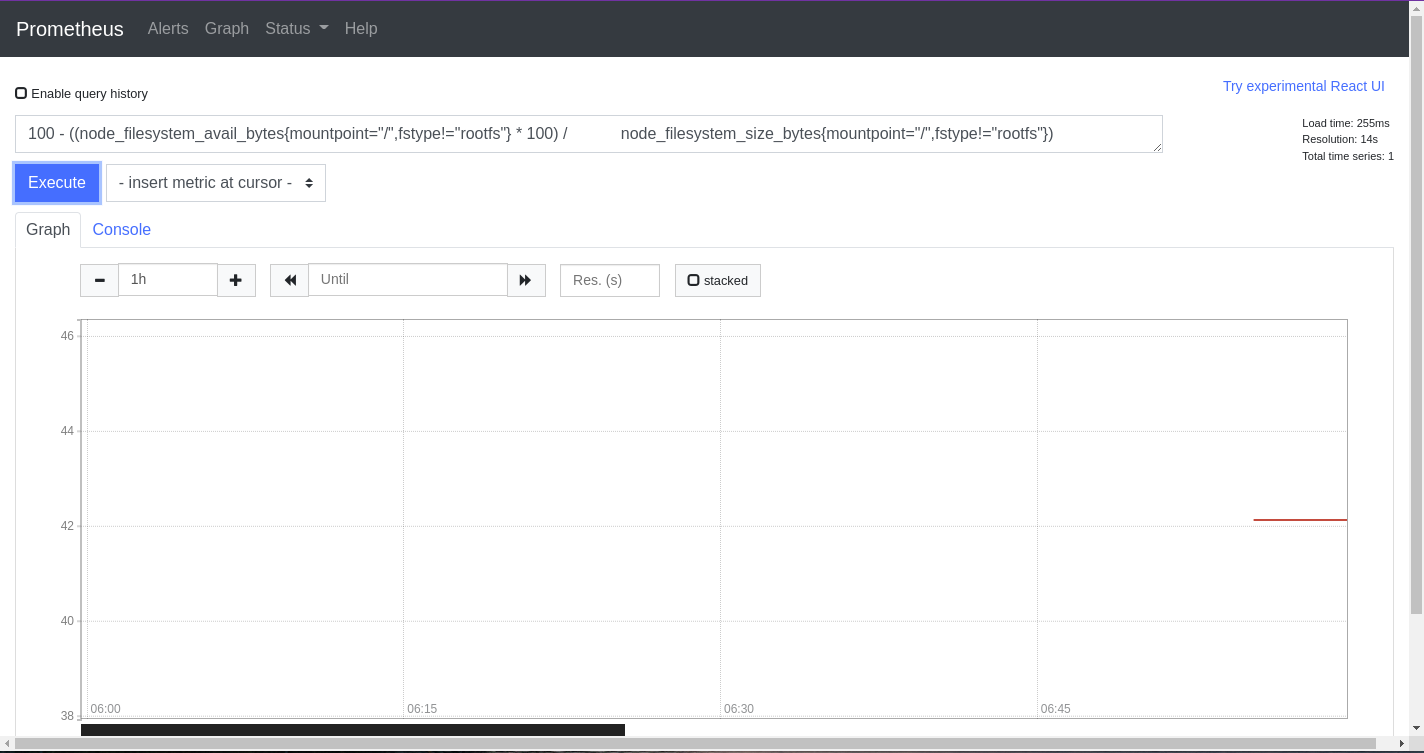 Prometheus Alerts Graph Status Help
Enable query history
Try experimental React UI
100 - ((node_filesystem_avail_bytes{mountpoint="/",fstype!="rootfs"} * 100) / node_filesystem_size_bytes{mountpoint="/",fstype!="rootfs"})
Load time: 255ms
Resolution: 14s
Total time series: 1
Execute - insert metric at cursor -
Graph Console
1h Until Res. (s) stacked
46
44
42
40
38
06:00 06:15 06:30 06:45